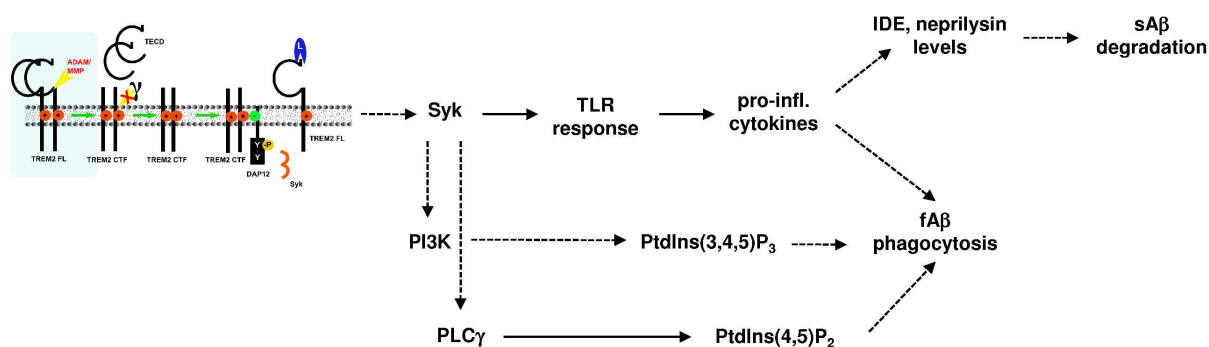 TECD
ADAM/
MMP
γ
L
+ +
+ +
+ +
+ + -
+
TREM2 FL
TREM2 CTF
TREM2 CTF
TREM2 CTF
TREM2 FL
Y -P
Y
DAP12
Syk
Syk
TLR
response
pro-infl.
cytokines
IDE, neprilysin
levels
sAβ
degradation
PI3K
PtdIns(3,4,5)P3
fAβ
phagocytosis
PLCγ
PtdIns(4,5)P2